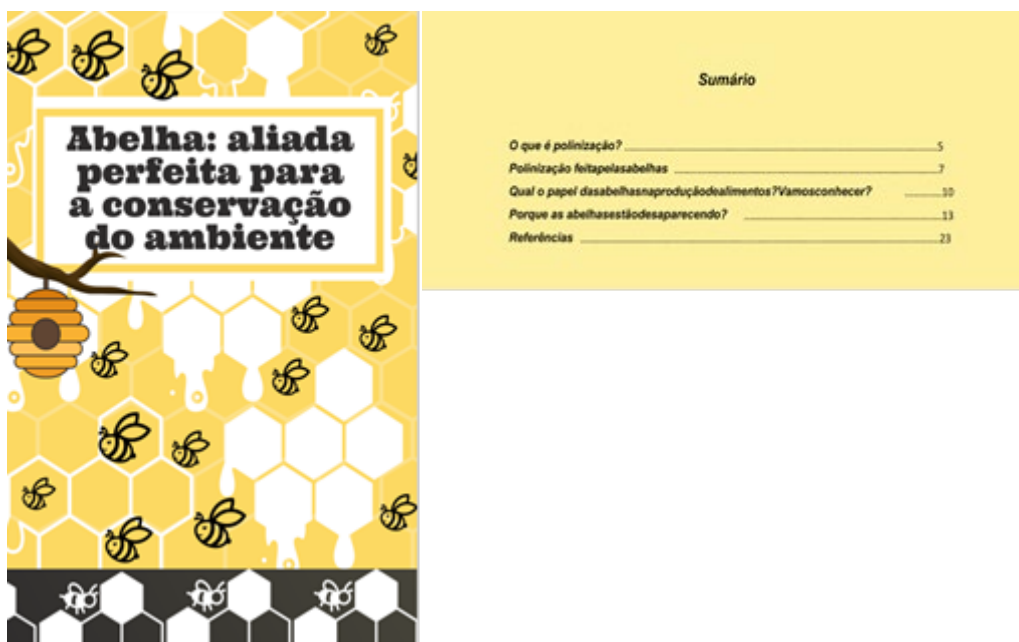 Abelha: aliada
perfeita para
a conservação
do ambiente
Sumário
O que é polinização? 5
Polinização feitapelasabelhas 7
Qual o papel dasabelhasnaproduçãodealimentos?Vamosconhecer? 10
Porque as abelhasestãodesaparecendo? 13
Referências 23